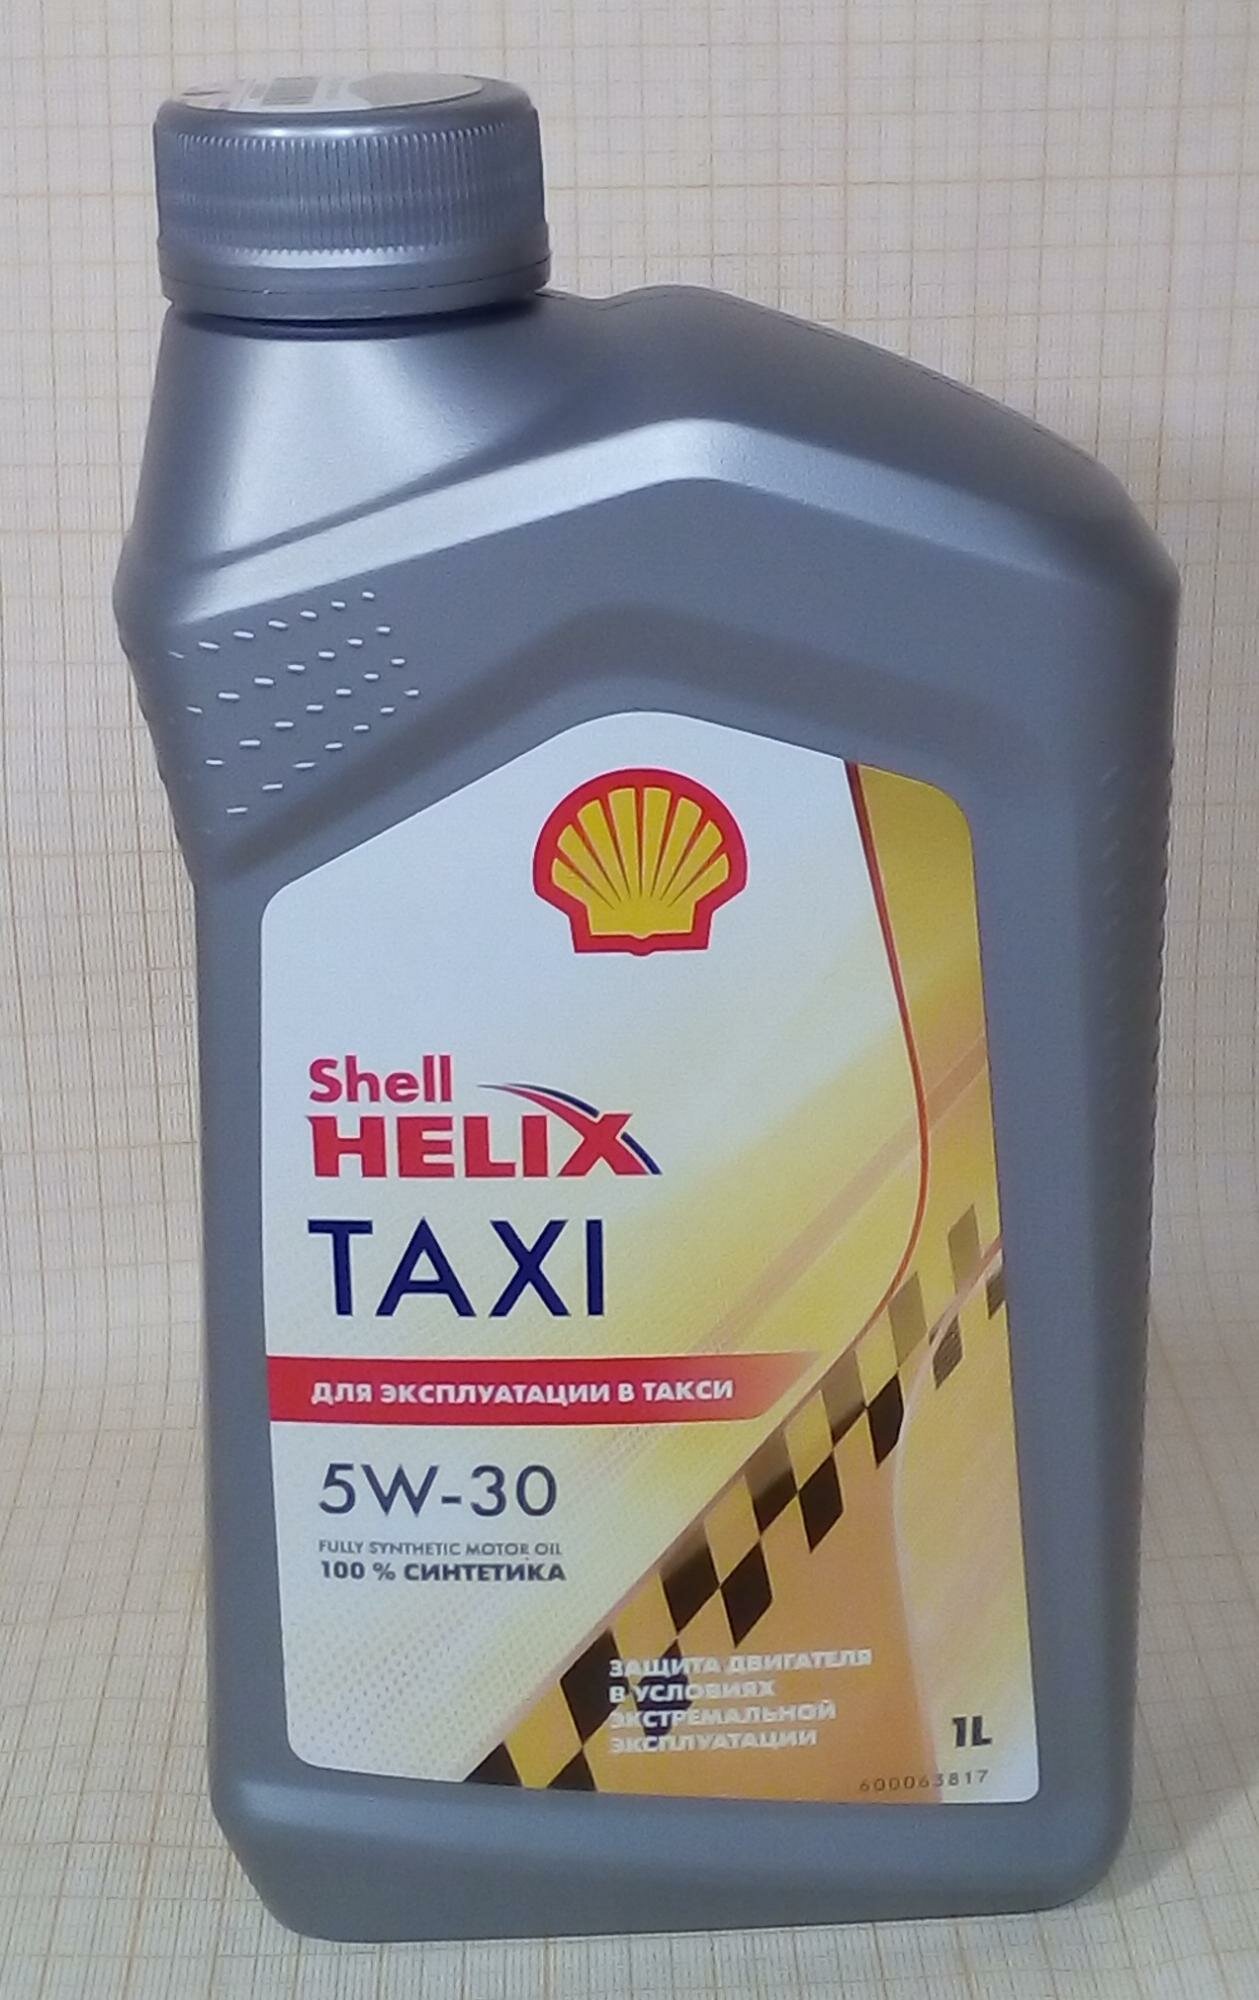 Shell
HELIX
TAXI
ДЛЯ ЭКСПЛУАТАЦИИ В ТАКСИ
5W-30
FULLY SYNTHETIC MOTOR OIL
100 % СИНТЕТИКА
ЗАЩИТА ДВИГАТЕЛЯ
В УСЛОВИЯХ
ЭКСТРЕМАЛЬНОЙ
ЭКСПЛУАТАЦИИ
1L
600063817